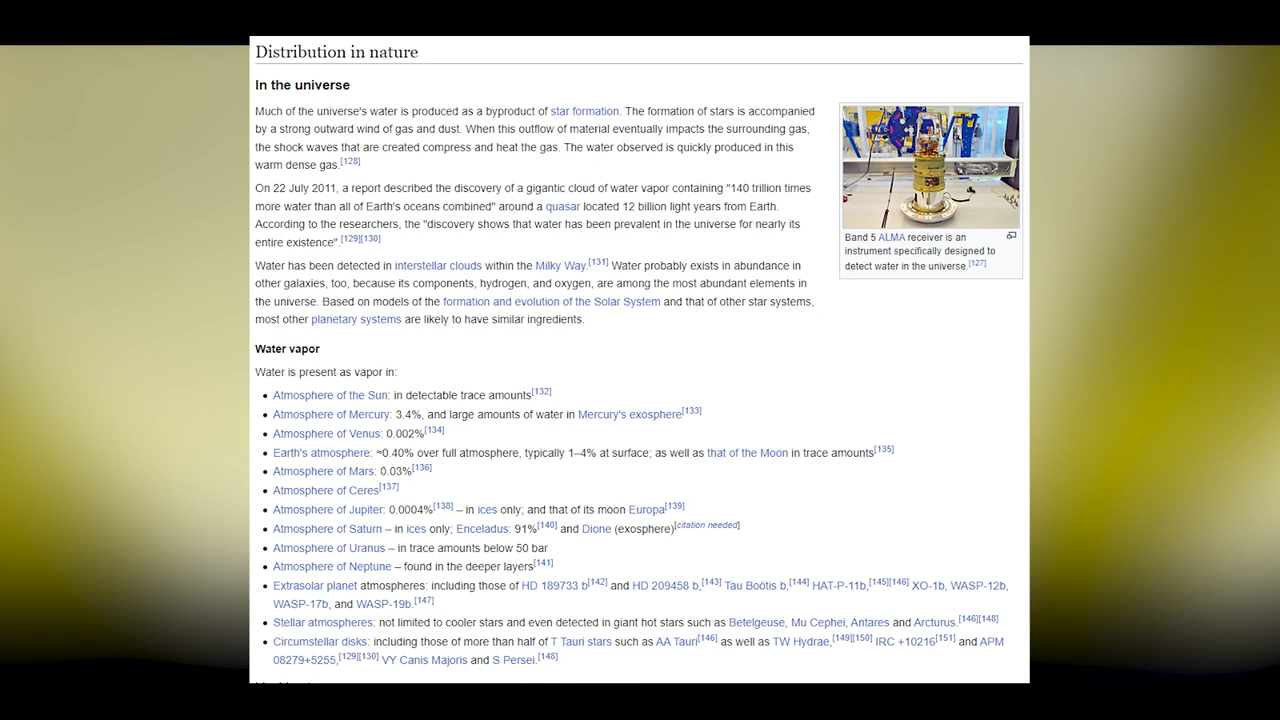 Distribution in nature
In the universe
Much of the universe's water is produced as a byproduct of star formation. The formation of stars is accompanied
by a strong outward wind of gas and dust. When this outflow of material eventually impacts the surrounding gas,
the shock waves that are created compress and heat the gas. The water observed is quickly produced in this
warm dense gas.[128]
On 22 July 2011, a report described the discovery of a gigantic cloud of water vapor containing "140 trillion times
more water than all of Earth's oceans combined" around a quasar located 12 billion light years from Earth.
According to the researchers, the "discovery shows that water has been prevalent in the universe for nearly its
entire existence".[129][130]
Water has been detected in interstellar clouds within the Milky Way.[131] Water probably exists in abundance in
other galaxies, too, because its components, hydrogen, and oxygen, are among the most abundant elements in
the universe. Based on models of the formation and evolution of the Solar System and that of other star systems,
most other planetary systems are likely to have similar ingredients.
Band 5 ALMA receiver is an
instrument specifically designed to
detect water in the universe.[127]
Water vapor
Water is present as vapor in:
• Atmosphere of the Sun: in detectable trace amounts[132]
• Atmosphere of Mercury: 3.4%, and large amounts of water in Mercury's exosphere[133]
• Atmosphere of Venus: 0.002%[134]
• Earth's atmosphere: ≈0.40% over full atmosphere, typically 1–4% at surface; as well as that of the Moon in trace amounts[135]
• Atmosphere of Mars: 0.03%[136]
• Atmosphere of Ceres[137]
• Atmosphere of Jupiter: 0.0004%[138] – in ices only; and that of its moon Europa[139]
• Atmosphere of Saturn – in ices only; Enceladus: 91%[140] and Dione (exosphere)[citation needed]
• Atmosphere of Uranus – in trace amounts below 50 bar
• Atmosphere of Neptune – found in the deeper layers[141]
• Extrasolar planet atmospheres: including those of HD 189733 b[142] and HD 209458 b,[143] Tau Boötis b,[144] HAT-P-11b,[145][146] XO-1b, WASP-12b,
WASP-17b, and WASP-19b.[147]
• Stellar atmospheres: not limited to cooler stars and even detected in giant hot stars such as Betelgeuse, Mu Cephei, Antares and Arcturus.[146][148]
• Circumstellar disks: including those of more than half of T Tauri stars such as AA Tauri[146] as well as TW Hydrae,[149][150] IRC +10216[151] and APM
08279+5255,[129][130] VY Canis Majoris and S Persei.[148]